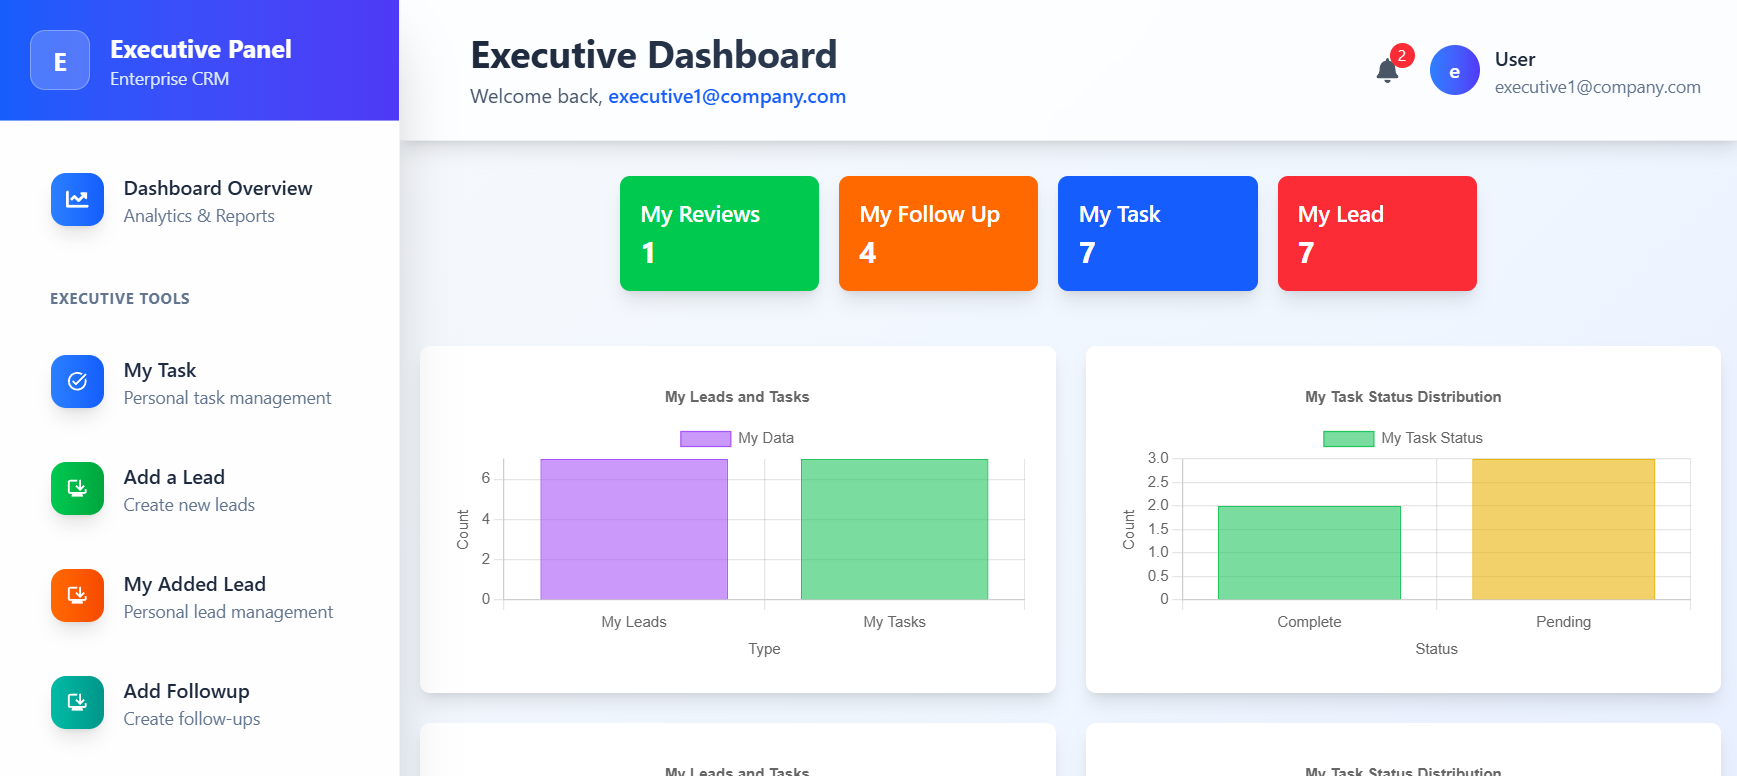 E
Executive Panel
Enterprise CRM
Dashboard Overview
Analytics & Reports
EXECUTIVE TOOLS
My Task
Personal task management
Add a Lead
Create new leads
My Added Lead
Personal lead management
Add Followup
Create follow-ups
Executive Dashboard
Welcome back, executive1@company.com
2
e
User
executive1@company.com
My Reviews
1
My Follow Up
4
My Task
7
My Lead
7
My Leads and Tasks
My Data
Count
6
4
2
0
My Leads
My Tasks
Type
My Task Status Distribution
My Task Status
Count
3.0
2.5
2.0
1.5
1.0
0.5
0
Complete
Pending
Status
My Leads and Tasks
My Task Status Distribution